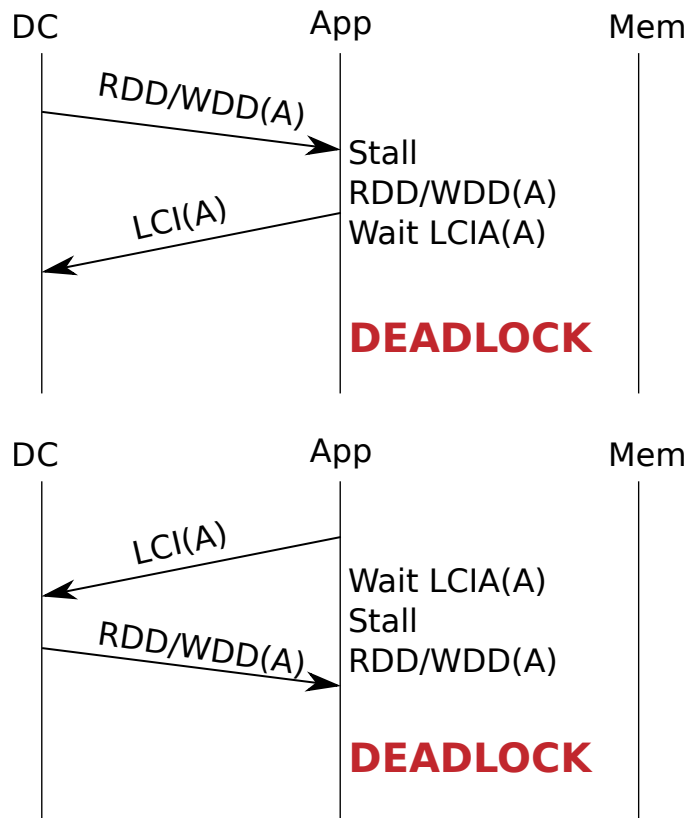 DC App Mem
RDD/WDD(A)
Stall
RDD/WDD(A)
LCI(A)
Wait LCIA(A)
DEADLOCK
DC App Mem
LCI(A)
Wait LCIA(A)
Stall
RDD/WDD(A)
RDD/WDD(A)
DEADLOCK